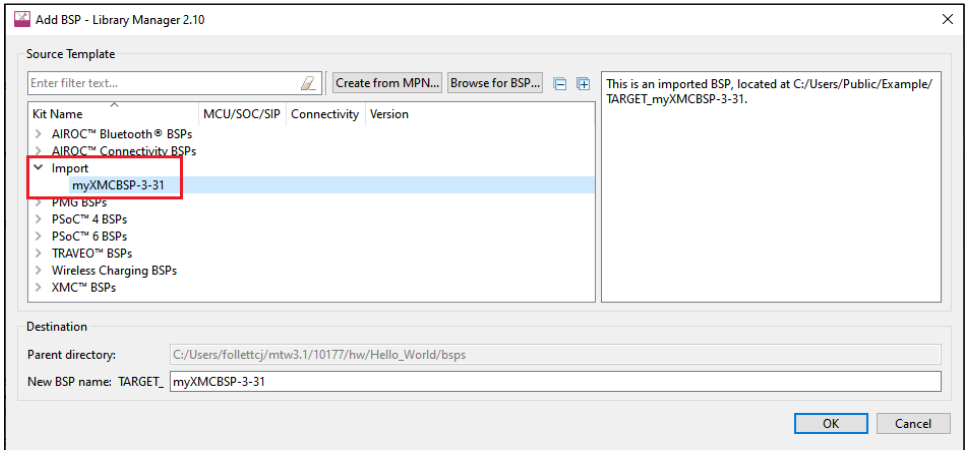 Add BSP - Library Manager 2.10
Source Template
Enter filter text...
Create from MPN...
Browse for BSP...
Kit Name
MCU/SOC/SIP
Connectivity
Version
AIROC™ Bluetooth® BSPs
AIROC™ Connectivity BSPs
Import
myXMCBSP-3-31
PMG BSPs
PSoC™ 4 BSPs
PSoC™ 6 BSPs
TRAVEO™ BSPs
Wireless Charging BSPs
XMC™ BSPs
This is an imported BSP, located at C:/Users/Public/Example/
TARGET_myXMCBSP-3-31.
Destination
Parent directory: C:/Users/follettcj/mtw3.1/10177/hw/Hello_World/bsps
New BSP name: TARGET_ myXMCBSP-3-31
OK
Cancel